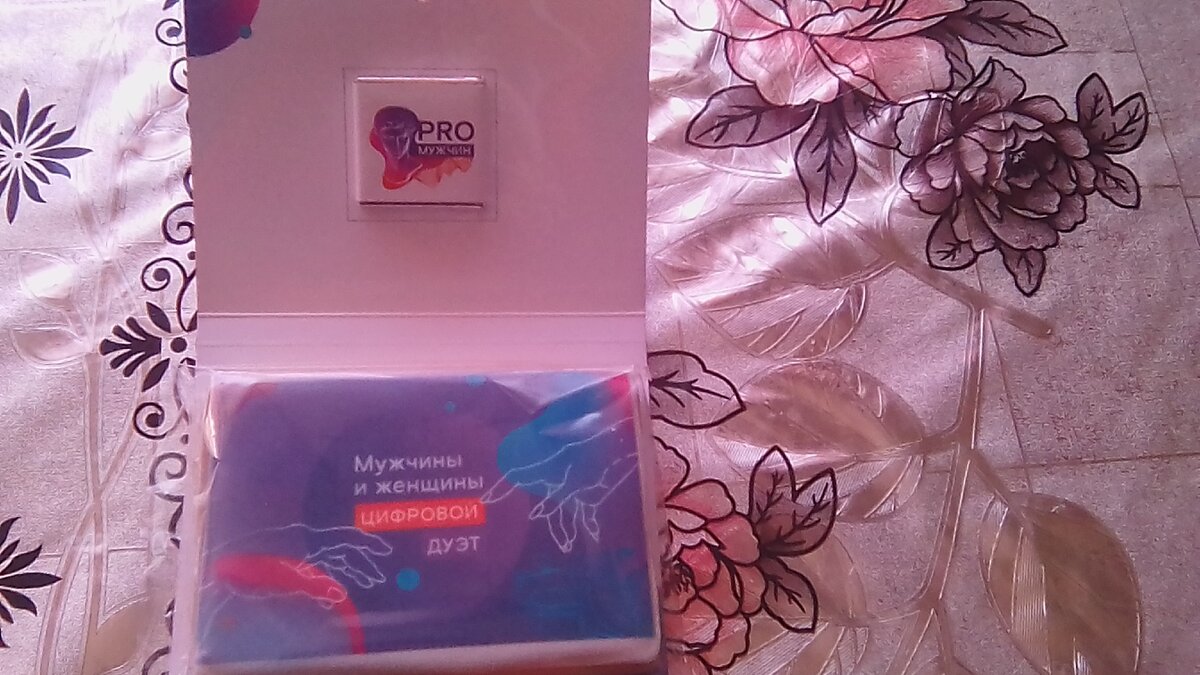 PRO
МУЖЧИН
Мужчины
и женщины
ЦИФРОВОЙ
ДУЭТ